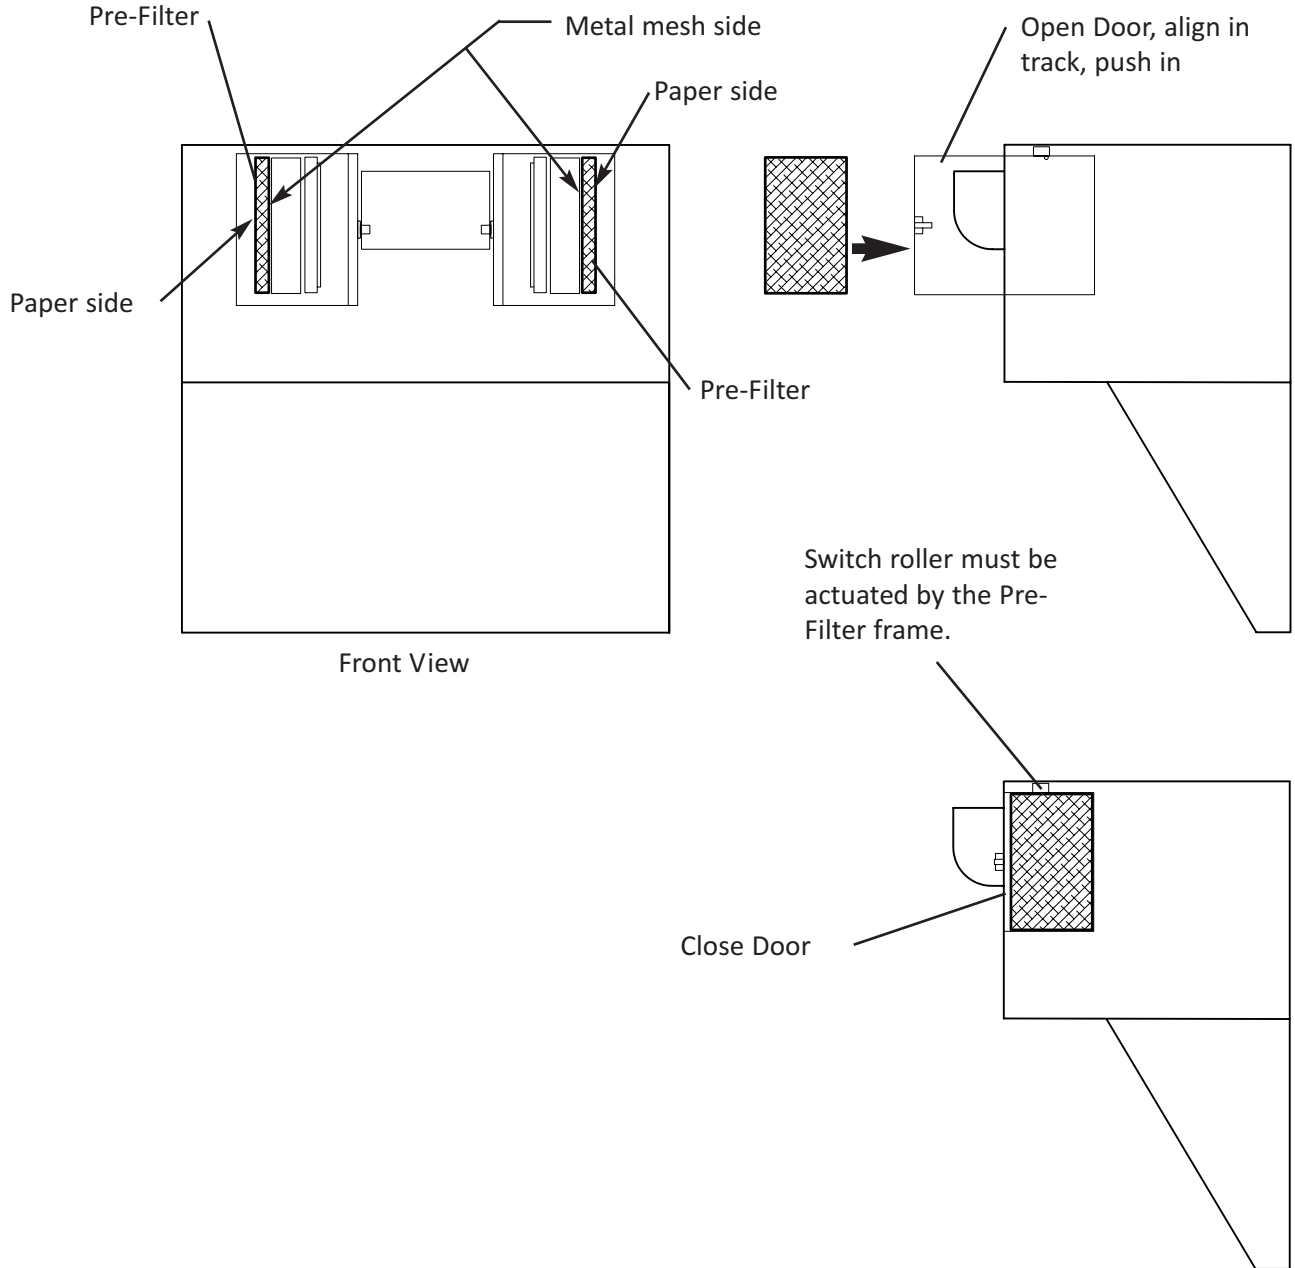 Pre-Filter
Metal mesh side
Open Door, align in
track, push in
Paper side
Paper side
Pre-Filter
Front View
Switch roller must be
actuated by the Pre-
Filter frame.
Close Door